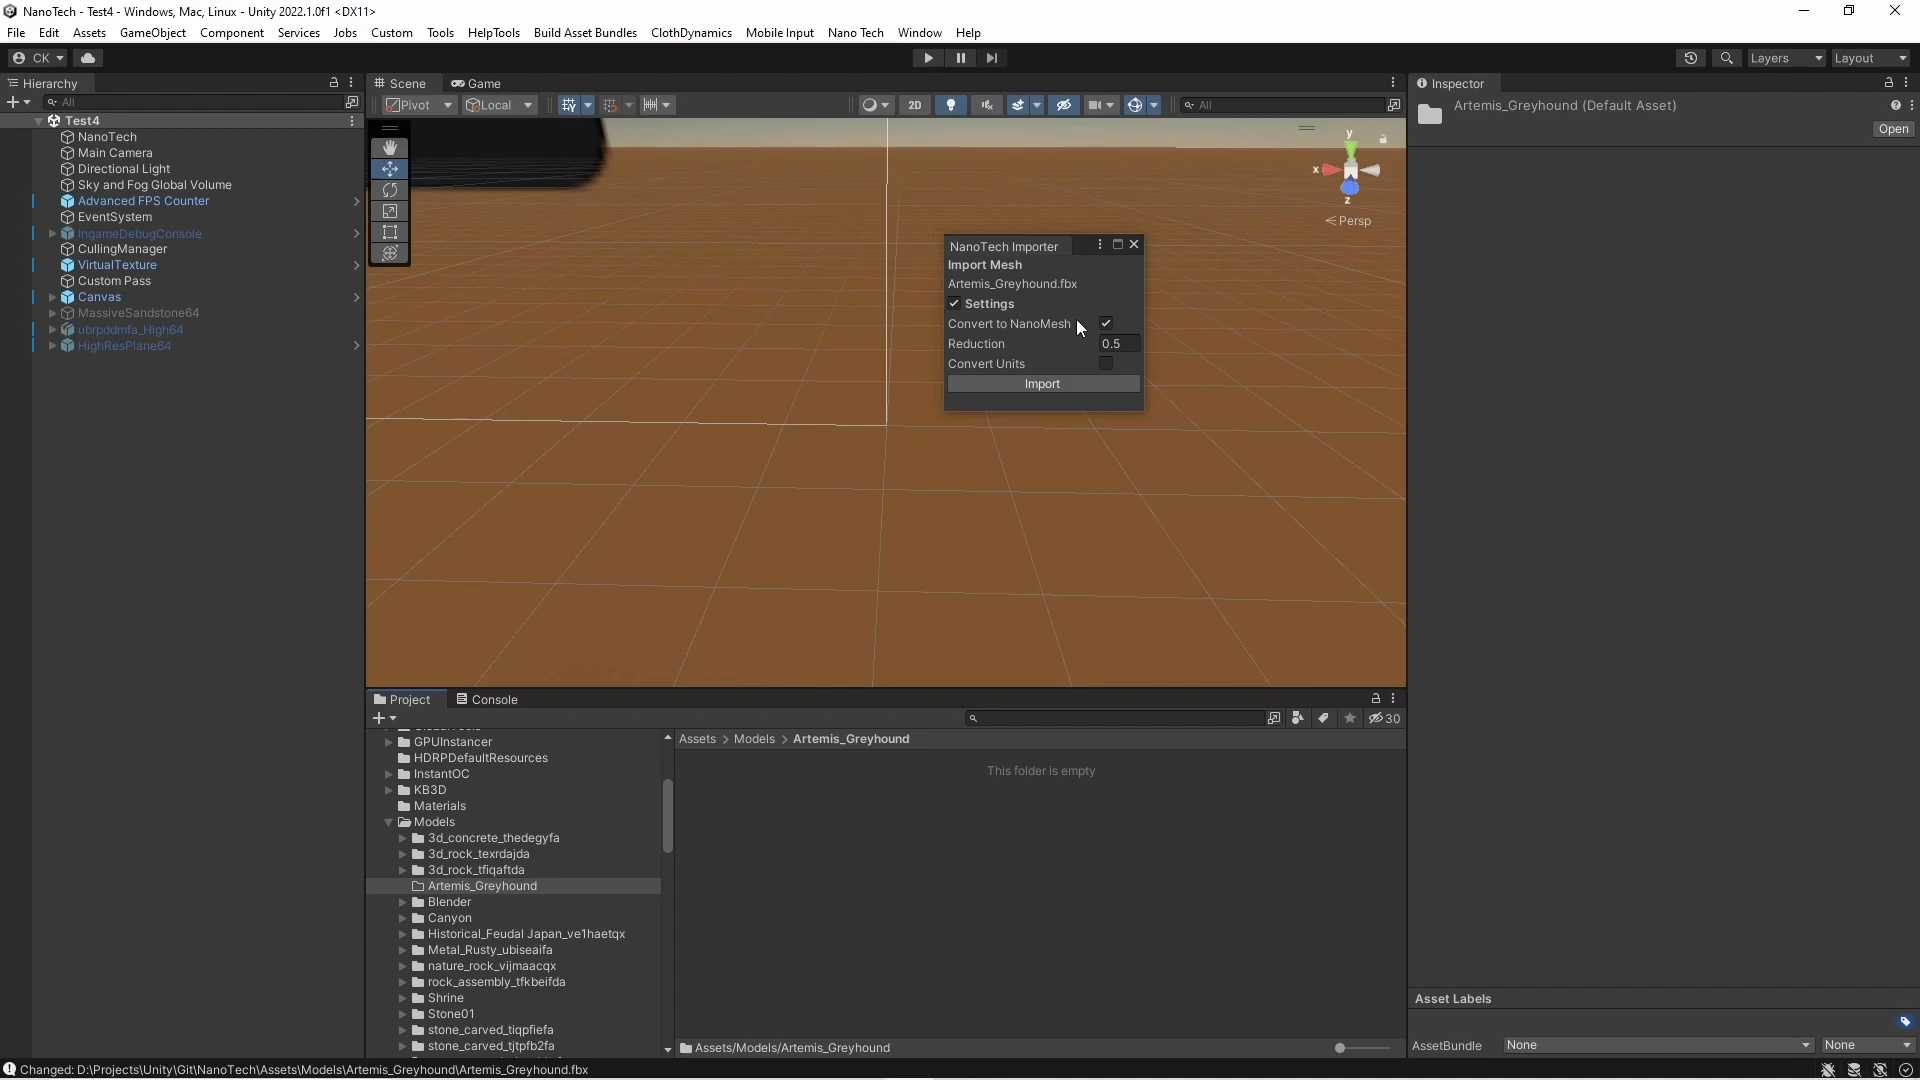 NanoTech - Test4 - Windows, Mac, Linux - Unity 2022.1.0f1 <DX11>
File Edit Assets GameObject Component Services Jobs Custom Tools HelpTools Build Asset Bundles ClothDynamics Mobile Input Nano Tech Window Help
CK
Layers
Layout
Hierarchy
All
Test4
NanoTech
Main Camera
Directional Light
Sky and Fog Global Volume
Advanced FPS Counter
EventSystem
IngameDebugConsole
CullingManager
VirtualTexture
Custom Pass
Canvas
MassiveSandstone64
ubrpddmfa_High64
HighResPlane64
Scene
Game
Pivot
Local
2D
All
y
x
z
Persp
NanoTech Importer
Import Mesh
Artemis_Greyhound.fbx
Settings
Convert to NanoMesh
Reduction 0.5
Convert Units
Import
Inspector
Artemis_Greyhound (Default Asset)
Open
Project
Console
30
GPUInstancer
HDRPDefaultResources
InstantOC
KB3D
Materials
Models
3d_concrete_thedegyfa
3d_rock_texrdajda
3d_rock_tfiqaftda
Artemis_Greyhound
Blender
Canyon
Historical_Feudal Japan_ve1haetqx
Metal_Rusty_ubiseaifa
nature_rock_vijmaacqx
rock_assembly_tfkbeifda
Shrine
Stone01
stone_carved_tiqpfiefa
stone_carved_tjtpfb2fa
Assets > Models > Artemis_Greyhound
This folder is empty
Assets/Models/Artemis_Greyhound
Asset Labels
AssetBundle None None
Changed: D:\Projects\Unity\Git\NanoTech\Assets\Models\Artemis_Greyhound\Artemis_Greyhound.fbx